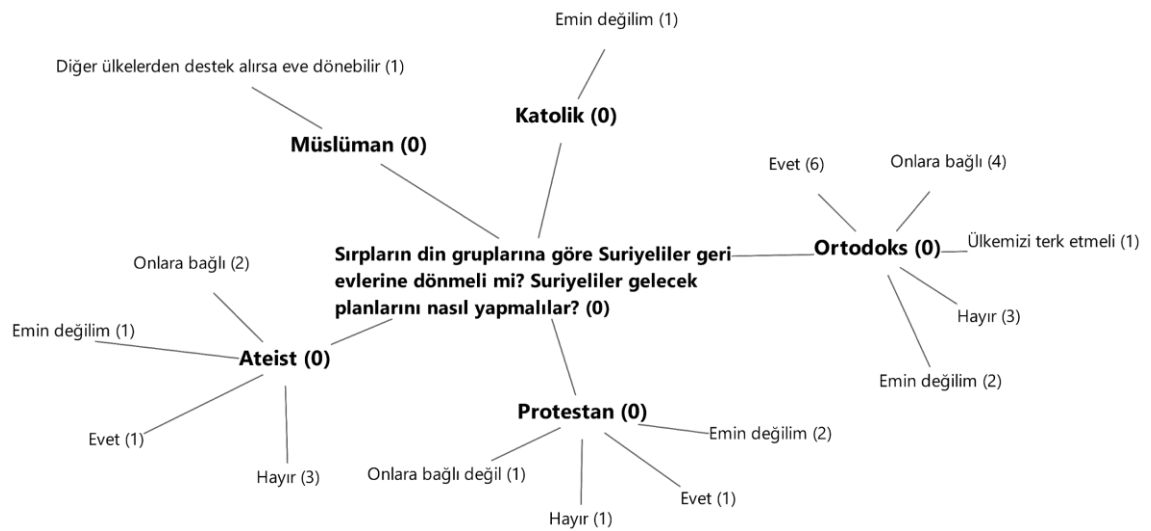 Emin değilim (1)
Diğer ülkelerden destek alırsa eve dönebilir (1)
Katolik (0)
Müslüman (0)
Evet (6)
Onlara bağlı (4)
Ortodoks (0)
Ülkemizi terk etmeli (1)
Sırpların din gruplarına göre Suriyeliler geri
evlerine dönmeli mi? Suriyeliler gelecek
planlarını nasıl yapmalılar? (0)
Onlara bağlı (2)
Hayır (3)
Emin değilim (1)
Ateist (0)
Emin değilim (2)
Protestan (0)
Emin değilim (2)
Evet (1)
Onlara bağlı değil (1)
Hayır (3)
Evet (1)
Hayır (1)